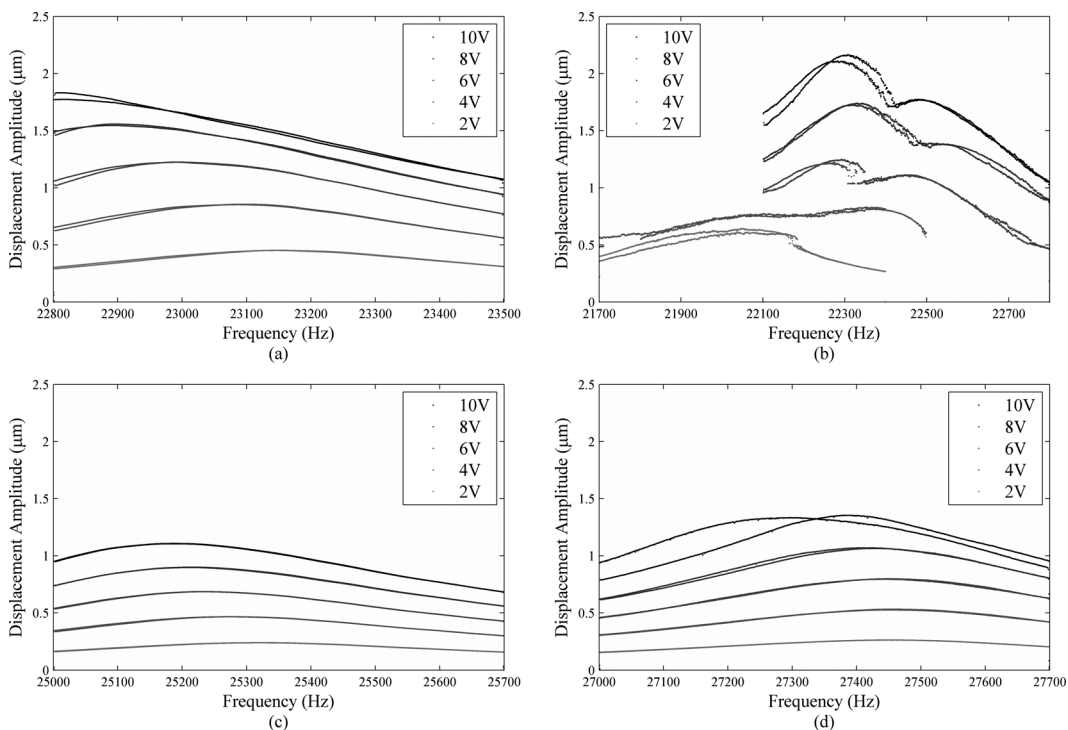 2.5
2
1.5
1
0.5
0
Displacement Amplitude (μm)
10V
8V
6V
4V
2V
22800 22900 23000 23100 23200 23300 23400 23500
Frequency (Hz)
(a)
2.5
2
1.5
1
0.5
0
Displacement Amplitude (μm)
10V
8V
6V
4V
2V
21700 21900 22100 22300 22500 22700
Frequency (Hz)
(b)
2.5
2
1.5
1
0.5
0
Displacement Amplitude (μm)
10V
8V
6V
4V
2V
25000 25100 25200 25300 25400 25500 25600 25700
Frequency (Hz)
(c)
2.5
2
1.5
1
0.5
0
Displacement Amplitude (μm)
10V
8V
6V
4V
2V
27000 27100 27200 27300 27400 27500 27600 27700
Frequency (Hz)
(d)